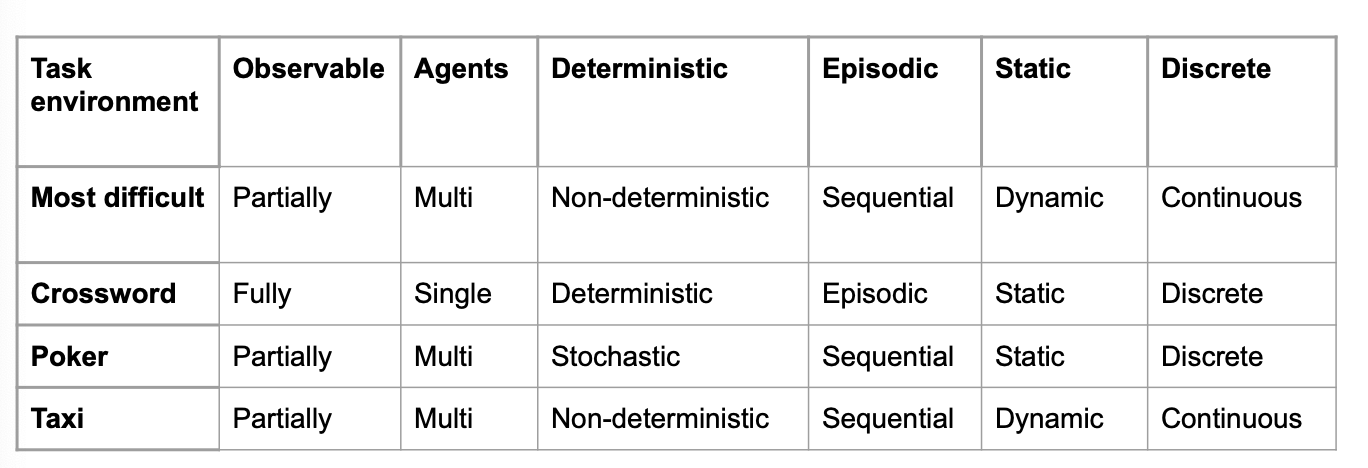 Task environment Observable Agents Deterministic Episodic Static Discrete
Most difficult Partially Multi Non-deterministic Sequential Dynamic Continuous
Crossword Fully Single Deterministic Episodic Static Discrete
Poker Partially Multi Stochastic Sequential Static Discrete
Taxi Partially Multi Non-deterministic Sequential Dynamic Continuous